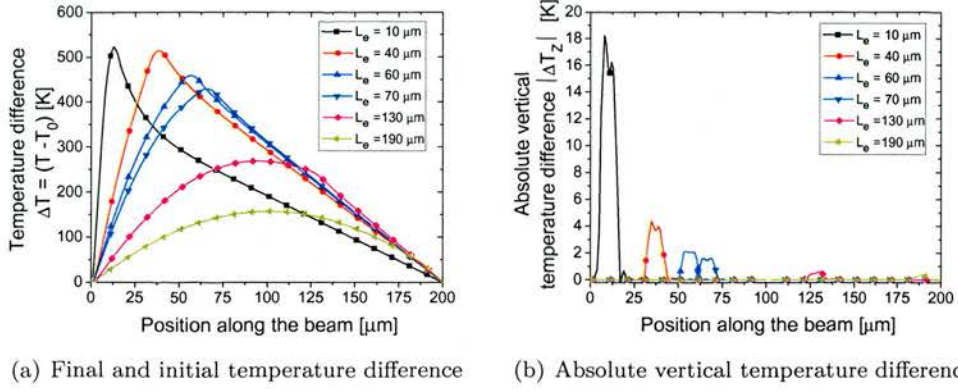 Temperature difference
ΔT = (T -T₀) [K]
600
500
400
300
200
100
0
0 25 50 75 100 125 150 175 200
Position along the beam [µm]
Lₑ = 10 µm
Lₑ = 40 µm
Lₑ = 60 µm
Lₑ = 70 µm
Lₑ =130 µm
Lₑ =190 µm
(a) Final and initial temperature difference
Absolute vertical
temperature difference |ΔT_Z| [K]
20
18
16
14
12
10
8
6
4
2
0
0 25 50 75 100 125 150 175 200
Position along the beam [µm]
Lₑ = 10 µm
Lₑ = 40 µm
Lₑ = 60 µm
Lₑ = 70 µm
Lₑ =130 µm
Lₑ =190 µm
(b) Absolute vertical temperature differenc